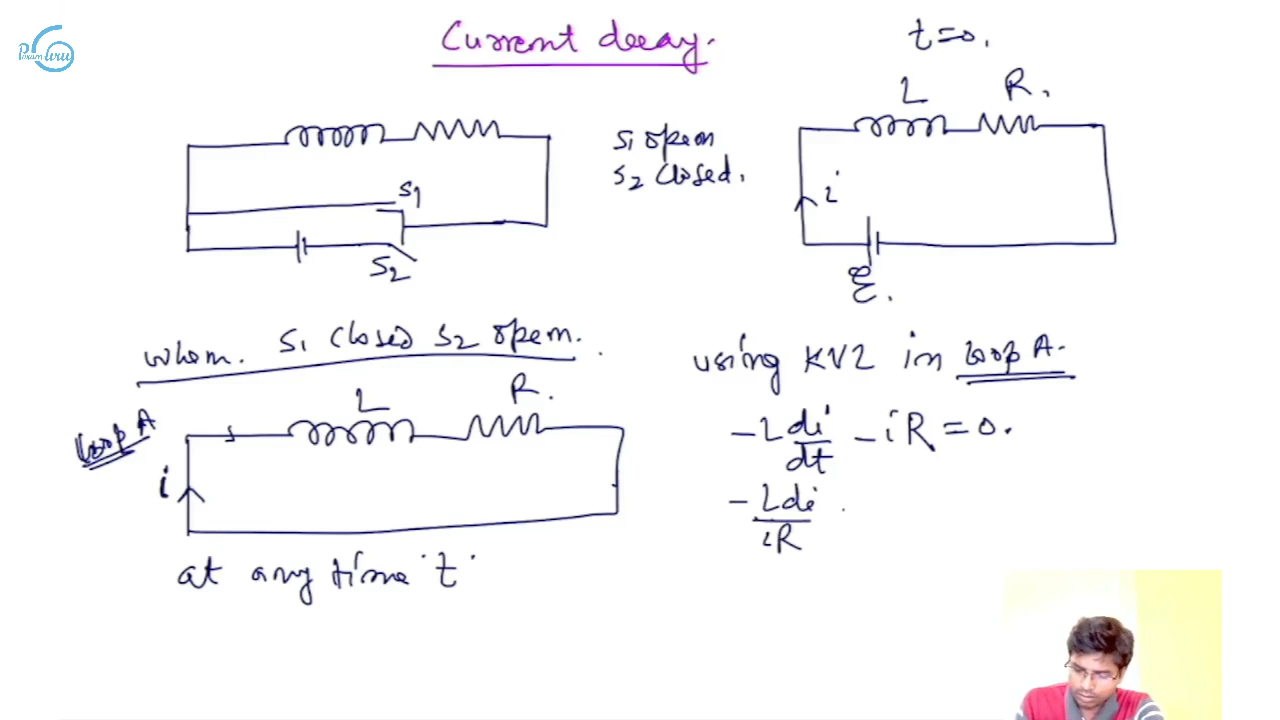 PhxamGuru
Current decay.
t=0.
L R.
S1 open
S2 closed.
S1
S2
i
ξ.
when. S1 closed S2 open.
using KVL in loop A.
L R.
loop A
i
-L di/dt - iR = 0.
-L di/iR
at any time 't'